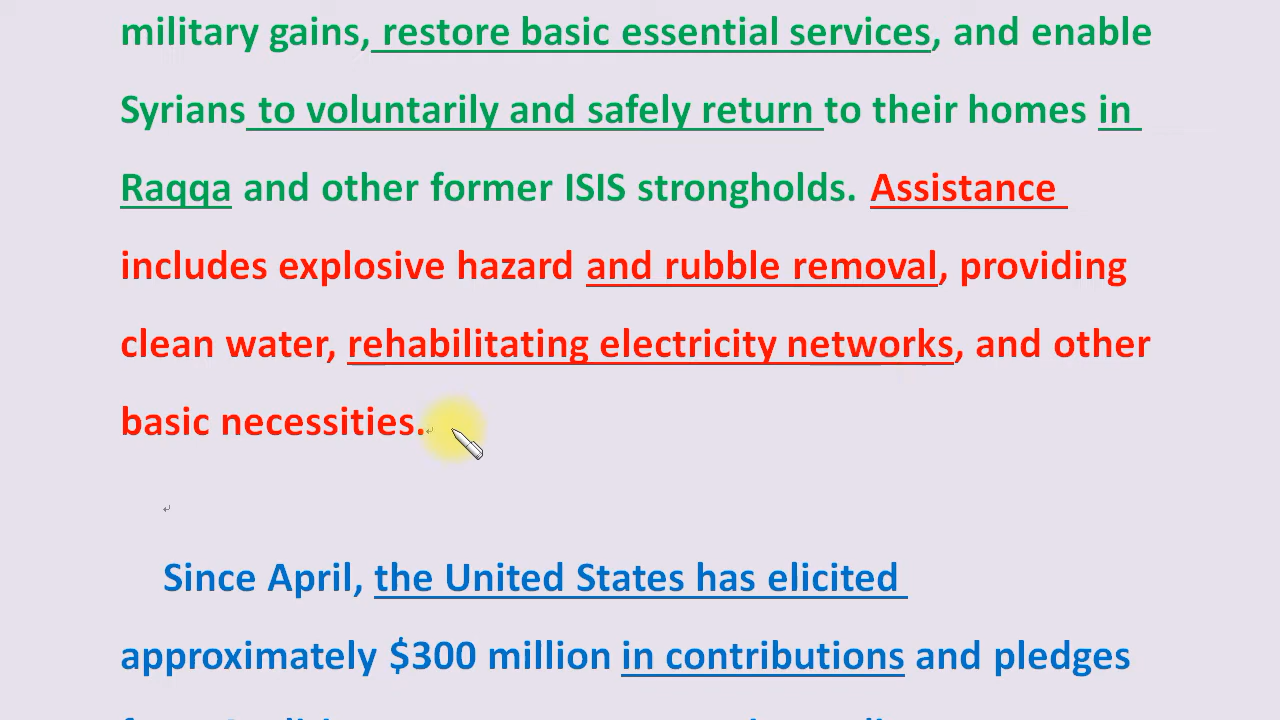 military gains, restore basic essential services, and enable
Syrians to voluntarily and safely return to their homes in
Raqqa and other former ISIS strongholds. Assistance
includes explosive hazard and rubble removal, providing
clean water, rehabilitating electricity networks, and other
basic necessities.
Since April, the United States has elicited
approximately $300 million in contributions and pledges